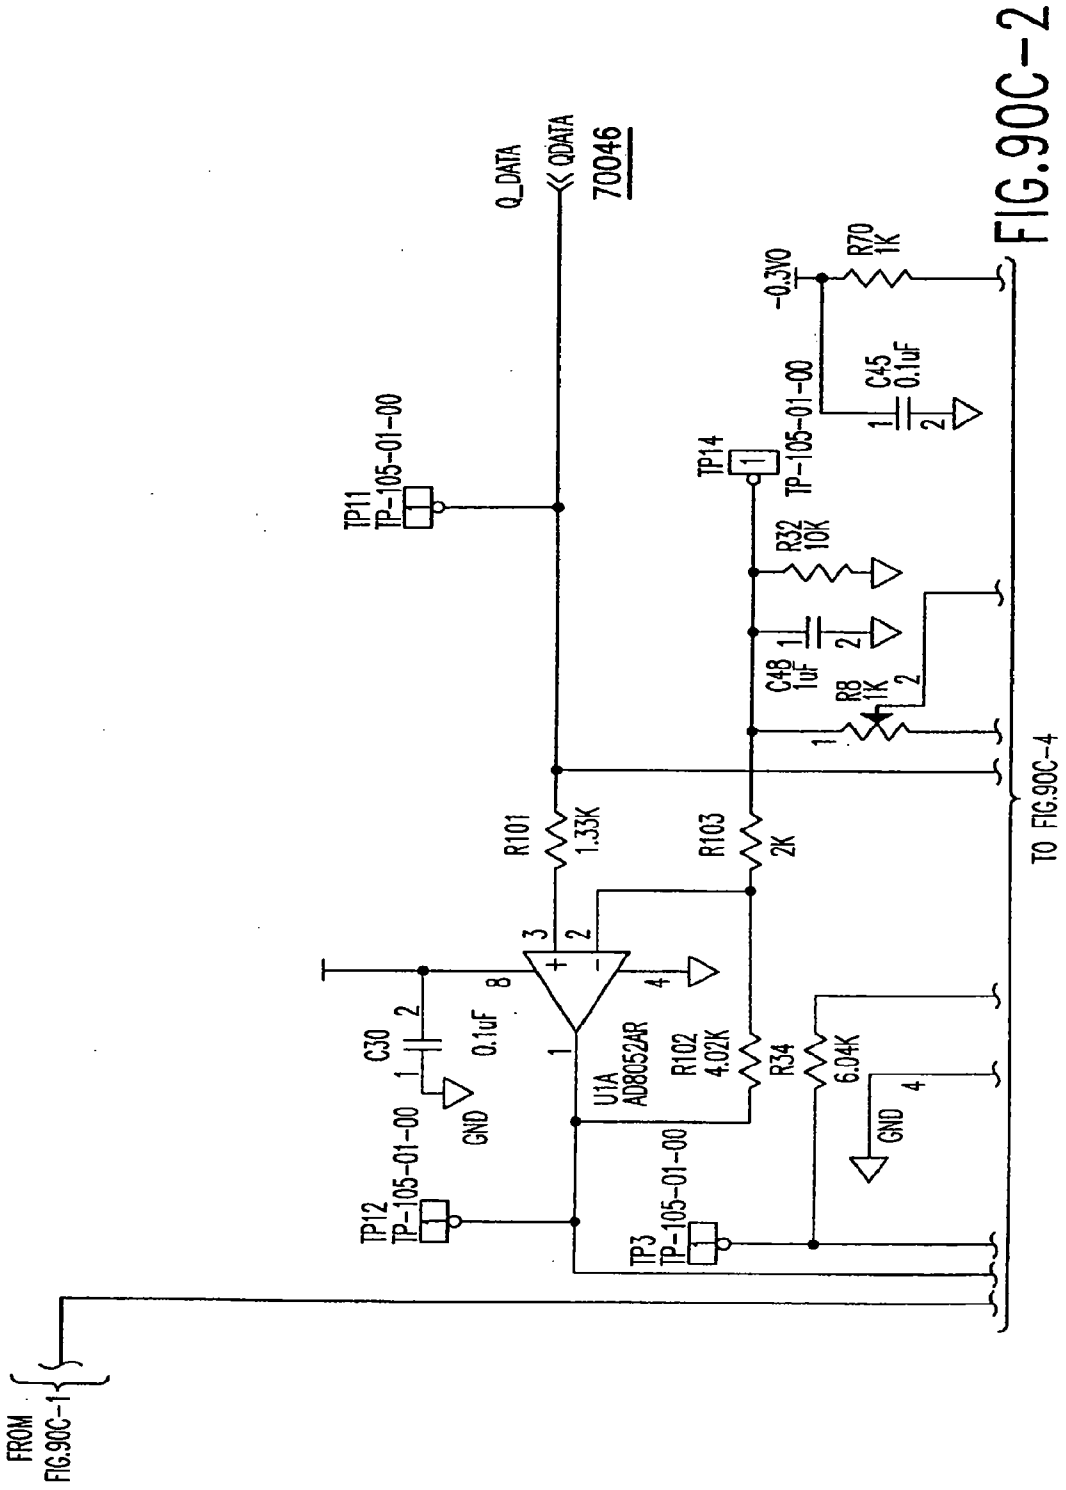 FROM
FIG.90C-1
TP12
TP-105-01-00
C30
0.1uF
1
2
GND
8
TP11
TP-105-01-00
Q_DATA
QDATA
70046
R101
1.33K
3
+
2
-
1
4
U1A
AD8052AR
R102
4.02K
R103
2K
TP3
TP-105-01-00
R34
6.04K
GND
4
C48
1uF
1
2
R8
1K
1
2
R32
10K
TP14
1
TP-105-01-00
-0.3V0
C45
0.1uF
1
2
R70
1K
TO FIG.90C-4
FIG.90C-2